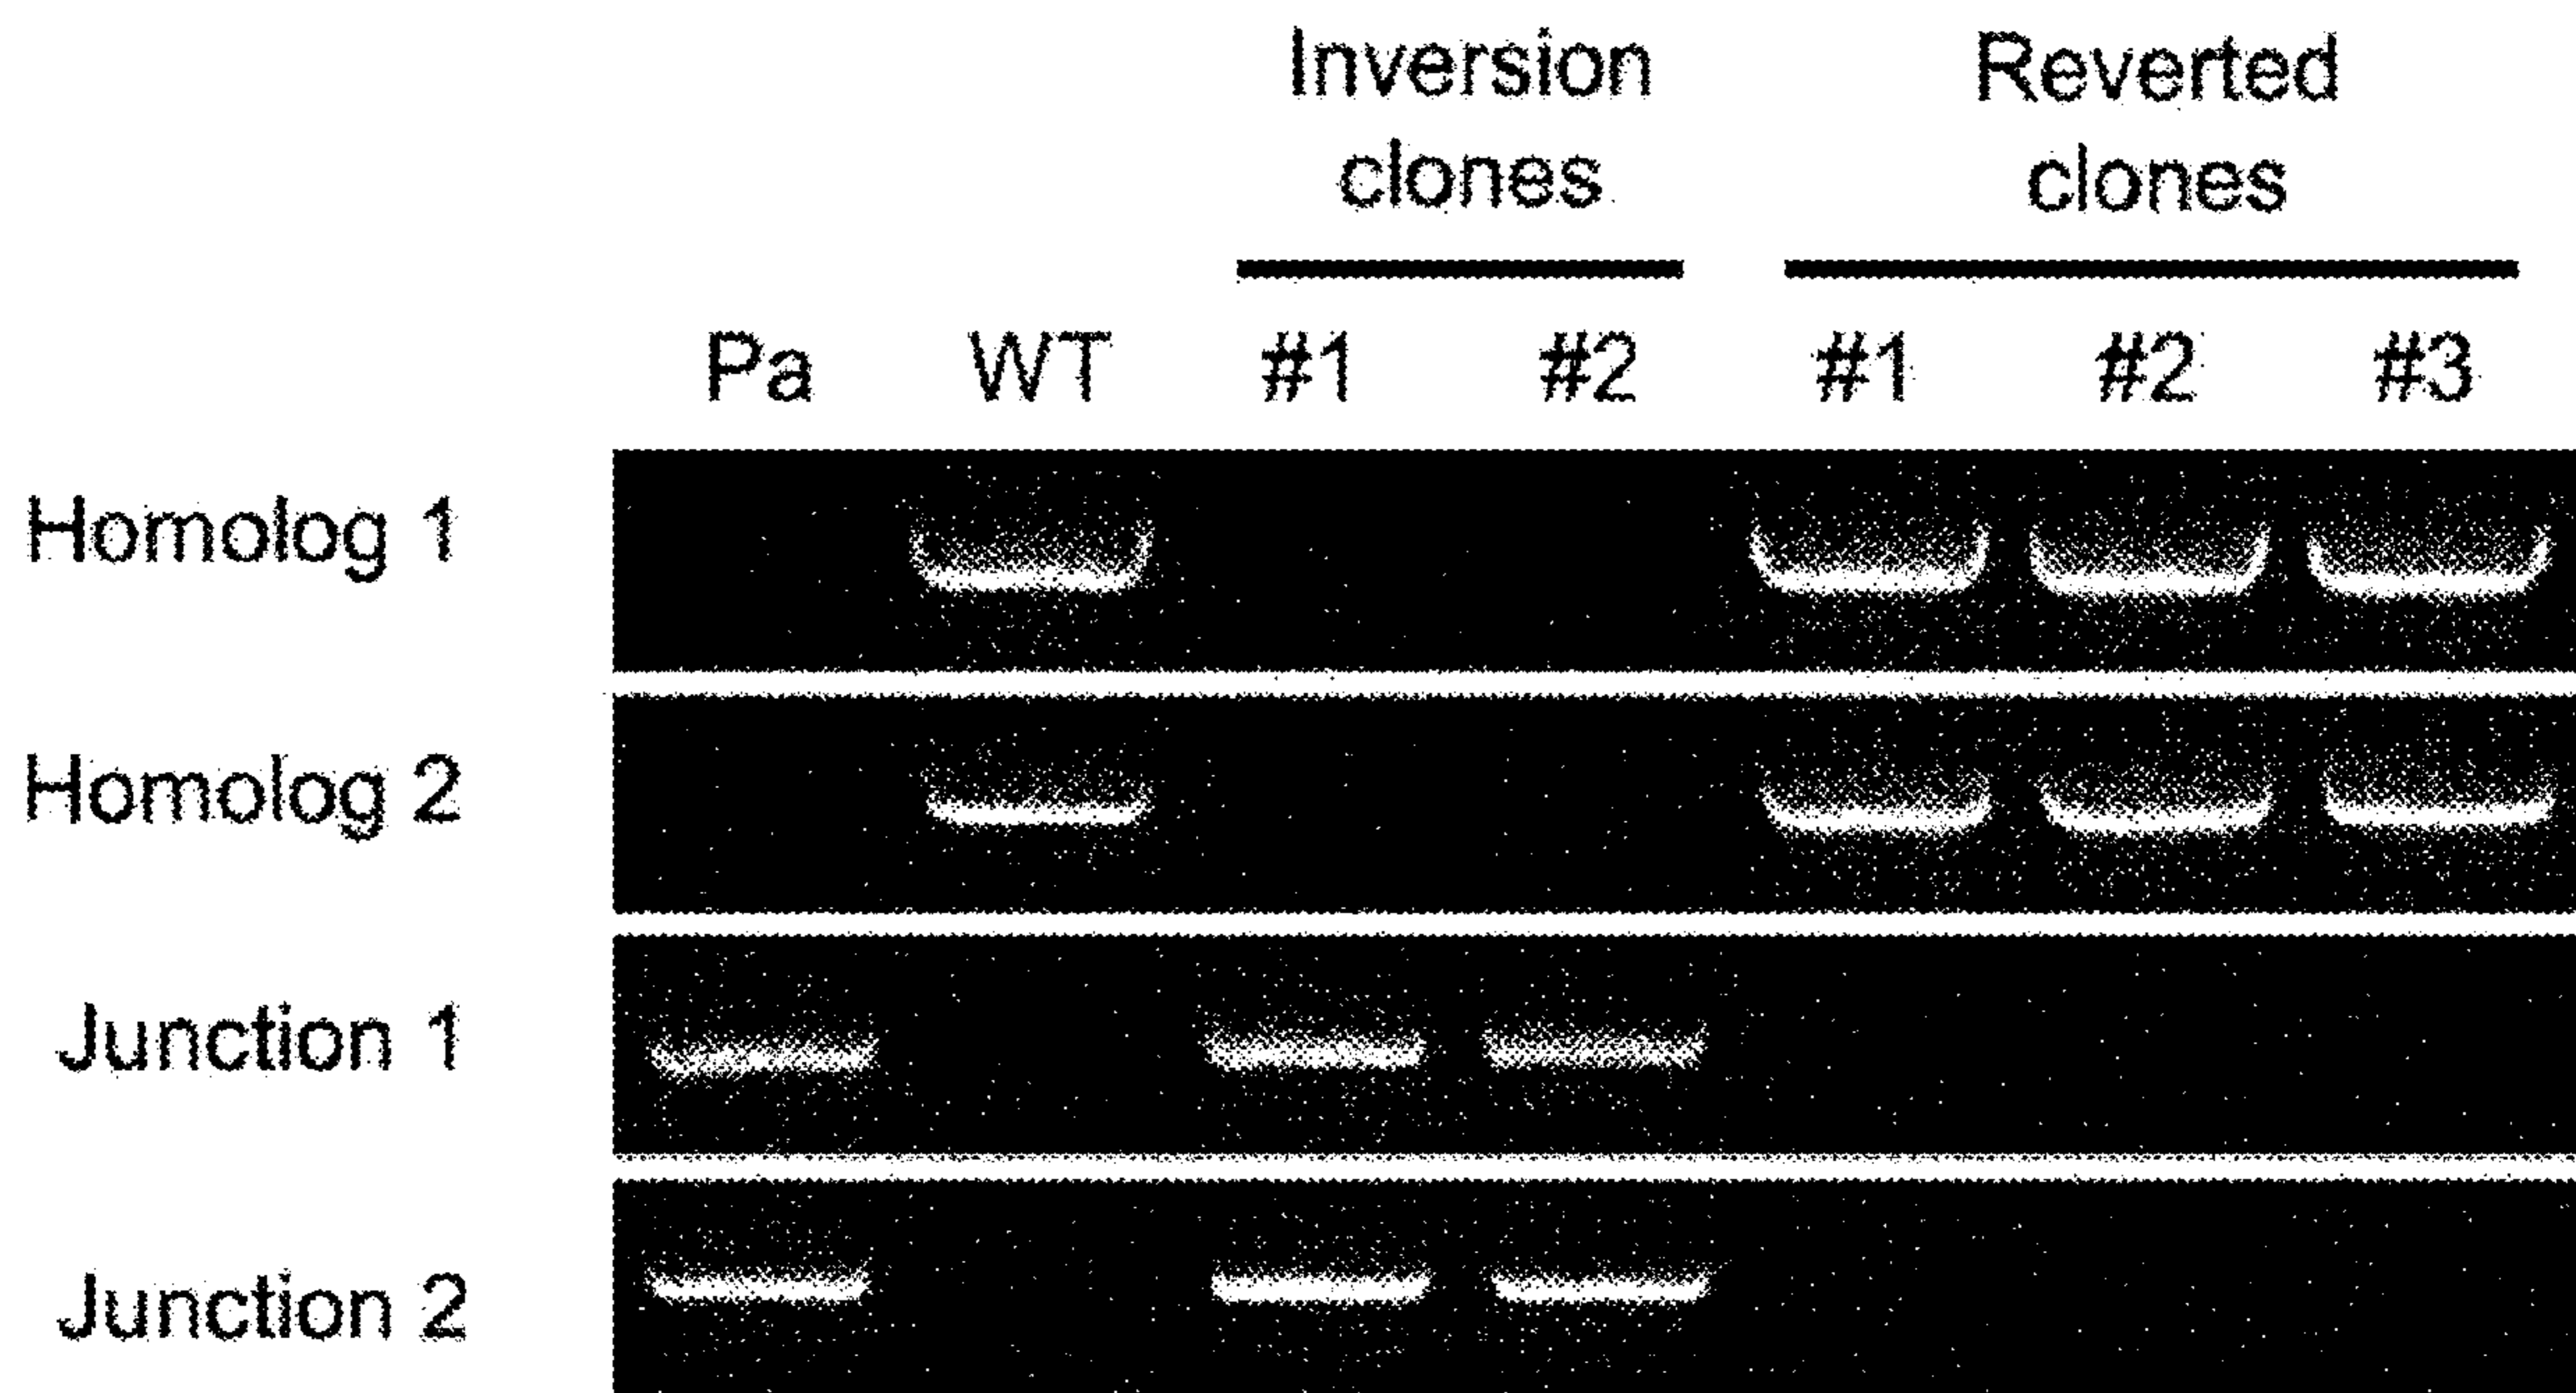 Inversion clones
Reverted clones
Pa WT #1 #2 #1 #2 #3
Homolog 1
Homolog 2
Junction 1
Junction 2